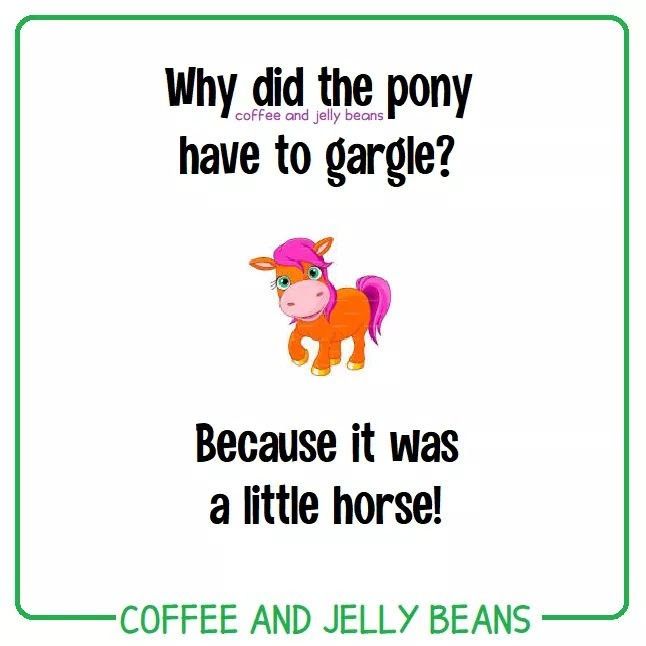 Why did the pony
coffee and jelly beans
have to gargle?
Because it was
a little horse!
COFFEE AND JELLY BEANS